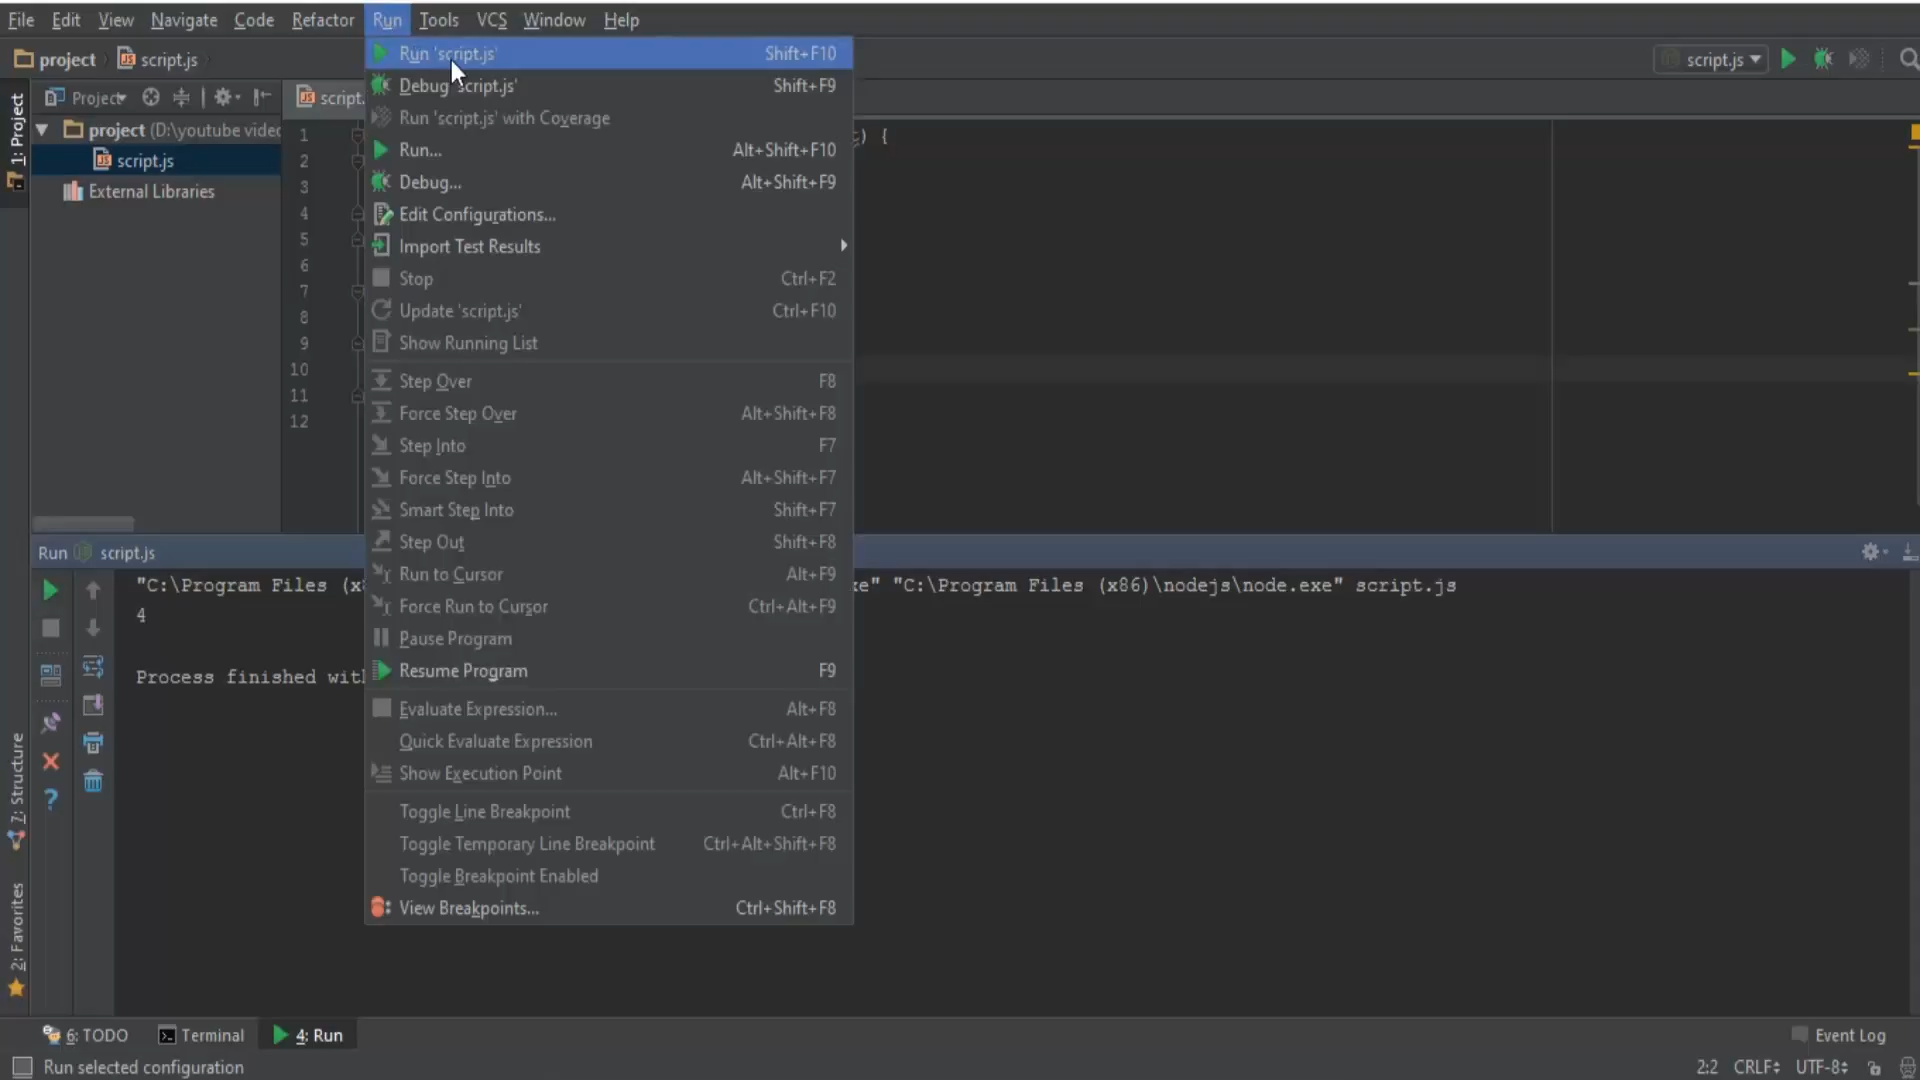 File Edit View Navigate Code Refactor Run Tools VCS Window Help
project script.js script.js
Project script.
1: Project
project (D:\youtube videc
script.js
External Libraries
1
2
3
4
5
6
7
8
9
10
11
12
) {
Run 'script.js' Shift+F10
Debug 'script.js' Shift+F9
Run 'script.js' with Coverage
Run... Alt+Shift+F10
Debug... Alt+Shift+F9
Edit Configurations...
Import Test Results
Stop Ctrl+F2
Update 'script.js' Ctrl+F10
Show Running List
Step Over F8
Force Step Over Alt+Shift+F8
Step Into F7
Force Step Into Alt+Shift+F7
Smart Step Into Shift+F7
Step Out Shift+F8
Run to Cursor Alt+F9
Force Run to Cursor Ctrl+Alt+F9
Pause Program
Resume Program F9
Evaluate Expression... Alt+F8
Quick Evaluate Expression Ctrl+Alt+F8
Show Execution Point Alt+F10
Toggle Line Breakpoint Ctrl+F8
Toggle Temporary Line Breakpoint Ctrl+Alt+Shift+F8
Toggle Breakpoint Enabled
View Breakpoints... Ctrl+Shift+F8
Run script.js
"C:\Program Files (x8 xe" "C:\Program Files (x86)\nodejs\node.exe" script.js
4
Process finished with
7: Structure
2: Favorites
6: TODO Terminal 4: Run Event Log
Run selected configuration 2:2 CRLF UTF-8